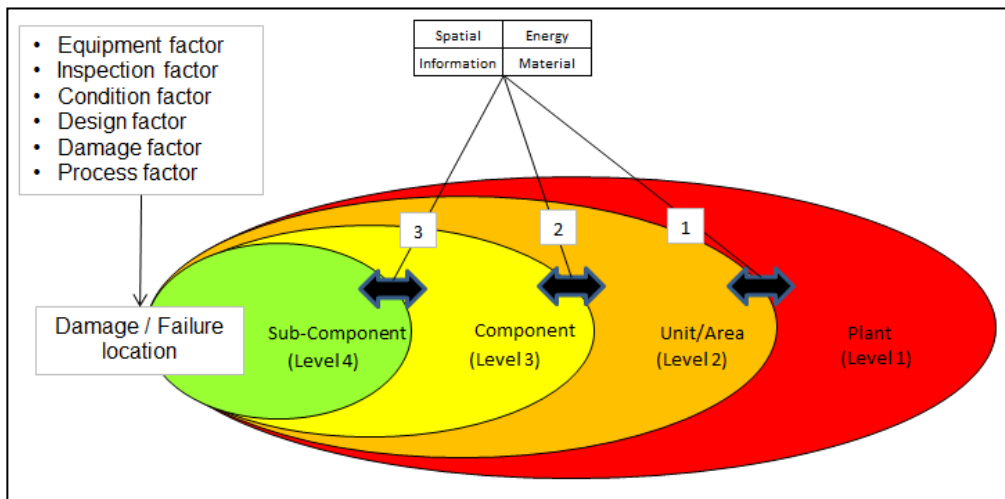 • Equipment factor
• Inspection factor
• Condition factor
• Design factor
• Damage factor
• Process factor
Spatial
Energy
Information
Material
3
2
1
Damage / Failure
location
Sub-Component
(Level 4)
Component
(Level 3)
Unit/Area
(Level 2)
Plant
(Level 1)